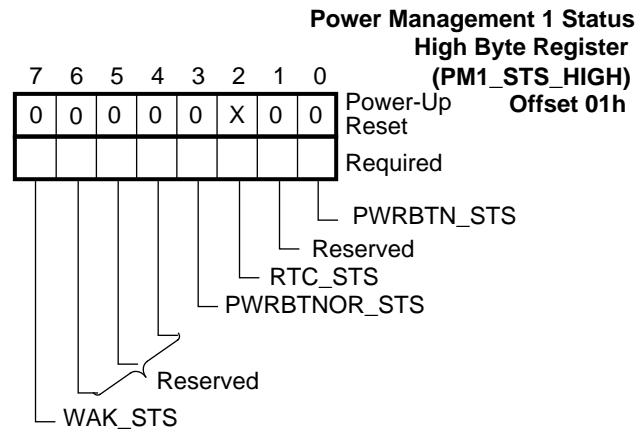 Power Management 1 Status
High Byte Register
(PM1_STS_HIGH)
Offset 01h
7 6 5 4 3 2 1 0
0 0 0 0 0 X 0 0
Power-Up
Reset
Required
PWRBTN_STS
Reserved
RTC_STS
PWRBTNOR_STS
Reserved
WAK_STS